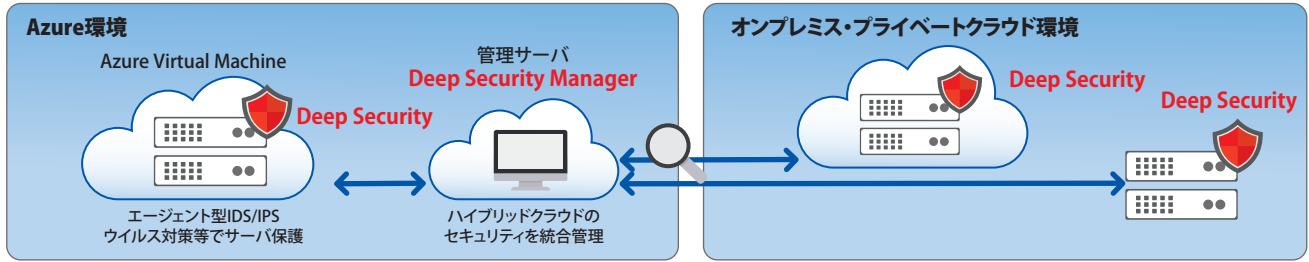 Azure環境
Azure Virtual Machine
Deep Security
エージェント型IDS/IPS
ウイルス対策等でサーバ保護
管理サーバ
Deep Security Manager
ハイブリッドクラウドの
セキュリティを統合管理
オンプレミス・プライベートクラウド環境
Deep Security
Deep Security